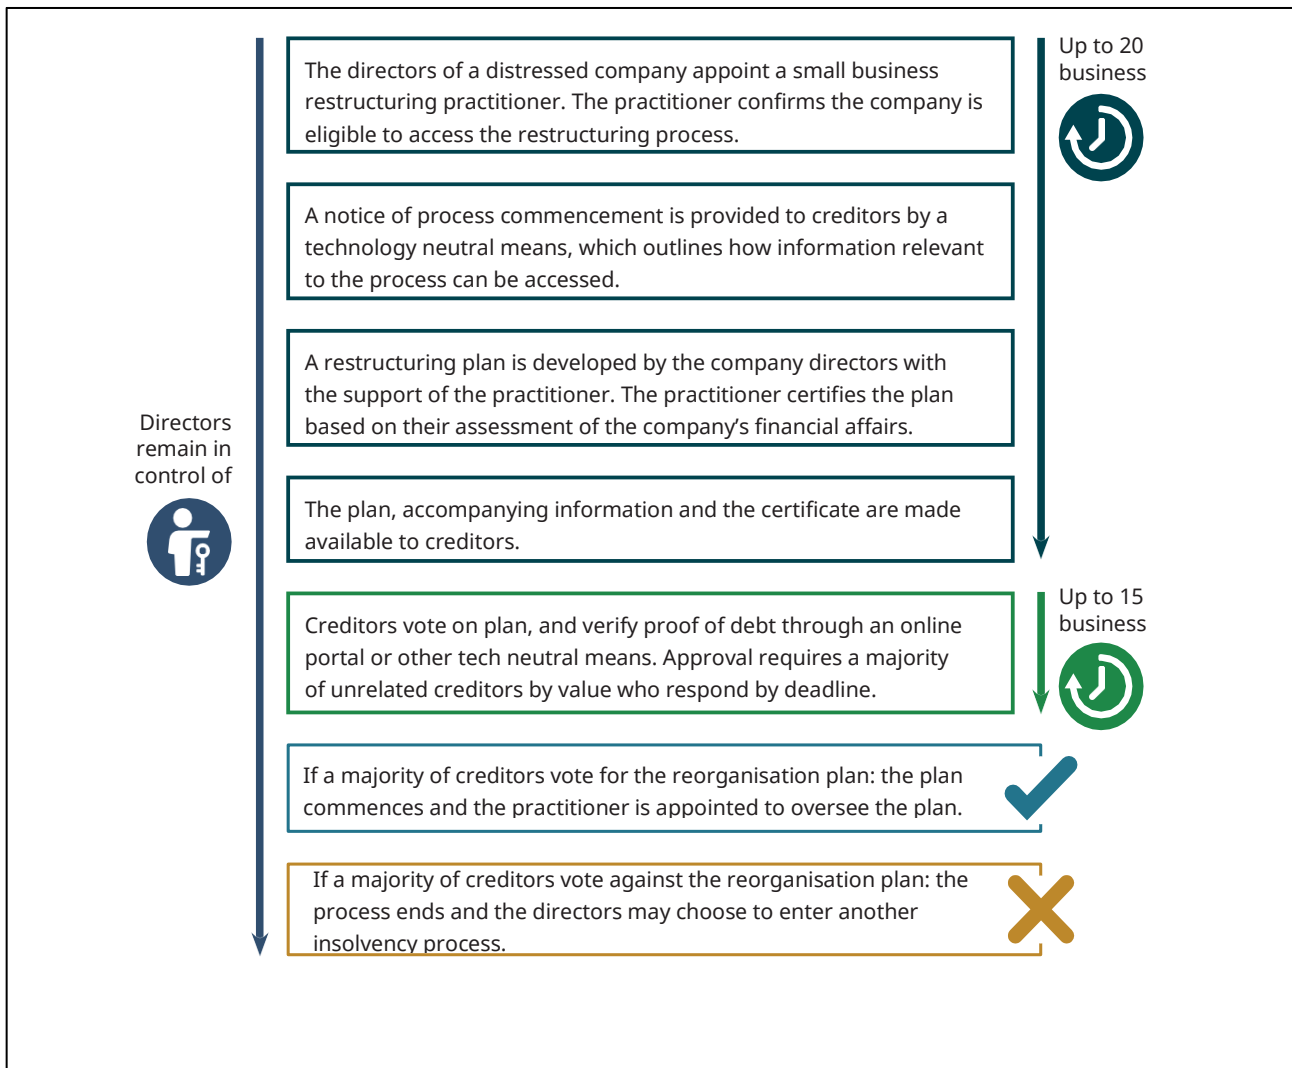 Up to 20
business
The directors of a distressed company appoint a small business
restructuring practitioner. The practitioner confirms the company is
eligible to access the restructuring process.
A notice of process commencement is provided to creditors by a
technology neutral means, which outlines how information relevant
to the process can be accessed.
A restructuring plan is developed by the company directors with
the support of the practitioner. The practitioner certifies the plan
based on their assessment of the company’s financial affairs.
Directors
remain in
control of
The plan, accompanying information and the certificate are made
available to creditors.
Up to 15
business
Creditors vote on plan, and verify proof of debt through an online
portal or other tech neutral means. Approval requires a majority
of unrelated creditors by value who respond by deadline.
If a majority of creditors vote for the reorganisation plan: the plan
commences and the practitioner is appointed to oversee the plan.
If a majority of creditors vote against the reorganisation plan: the
process ends and the directors may choose to enter another
insolvency process.